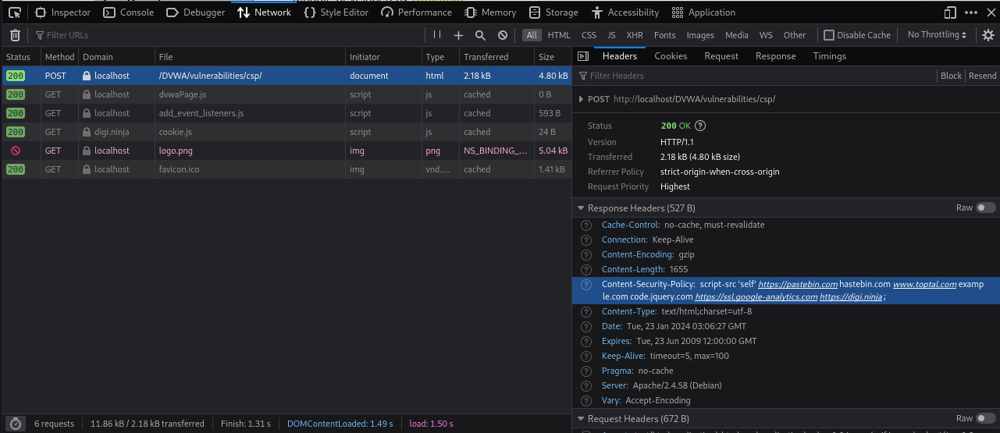 Inspector Console Debugger Network Style Editor Performance Memory Storage Accessibility Application
Filter URLs All HTML CSS JS XHR Fonts Images Media WS Other Disable Cache No Throttling
Status Method Domain File Initiator Type Transferred Size
200 POST localhost /DVWA/vulnerabilities/csp/ document html 2.18 kB 4.80 kB
200 GET localhost dvwaPage.js script js cached 0 B
200 GET localhost add_event_listeners.js script js cached 593 B
200 GET digi.ninja cookie.js script js cached 24 B
GET localhost logo.png img png NS_BINDING_... 5.04 kB
200 GET localhost favicon.ico img vnd.... cached 1.41 kB
6 requests 11.86 kB / 2.18 kB transferred Finish: 1.31 s DOMContentLoaded: 1.49 s load: 1.50 s
Headers Cookies Request Response Timings
Filter Headers Block Resend
POST http://localhost/DVWA/vulnerabilities/csp/
Status 200 OK ?
Version HTTP/1.1
Transferred 2.18 kB (4.80 kB size)
Referrer Policy strict-origin-when-cross-origin
Request Priority Highest
Response Headers (527 B) Raw
? Cache-Control: no-cache, must-revalidate
? Connection: Keep-Alive
? Content-Encoding: gzip
? Content-Length: 1655
? Content-Security-Policy: script-src 'self' https://pastebin.com hastebin.com www.toptal.com examp
le.com code.jquery.com https://ssl.google-analytics.com https://digi.ninja ;
? Content-Type: text/html;charset=utf-8
? Date: Tue, 23 Jan 2024 03:06:27 GMT
? Expires: Tue, 23 Jun 2009 12:00:00 GMT
? Keep-Alive: timeout=5, max=100
? Pragma: no-cache
? Server: Apache/2.4.58 (Debian)
? Vary: Accept-Encoding
Request Headers (672 B) Raw